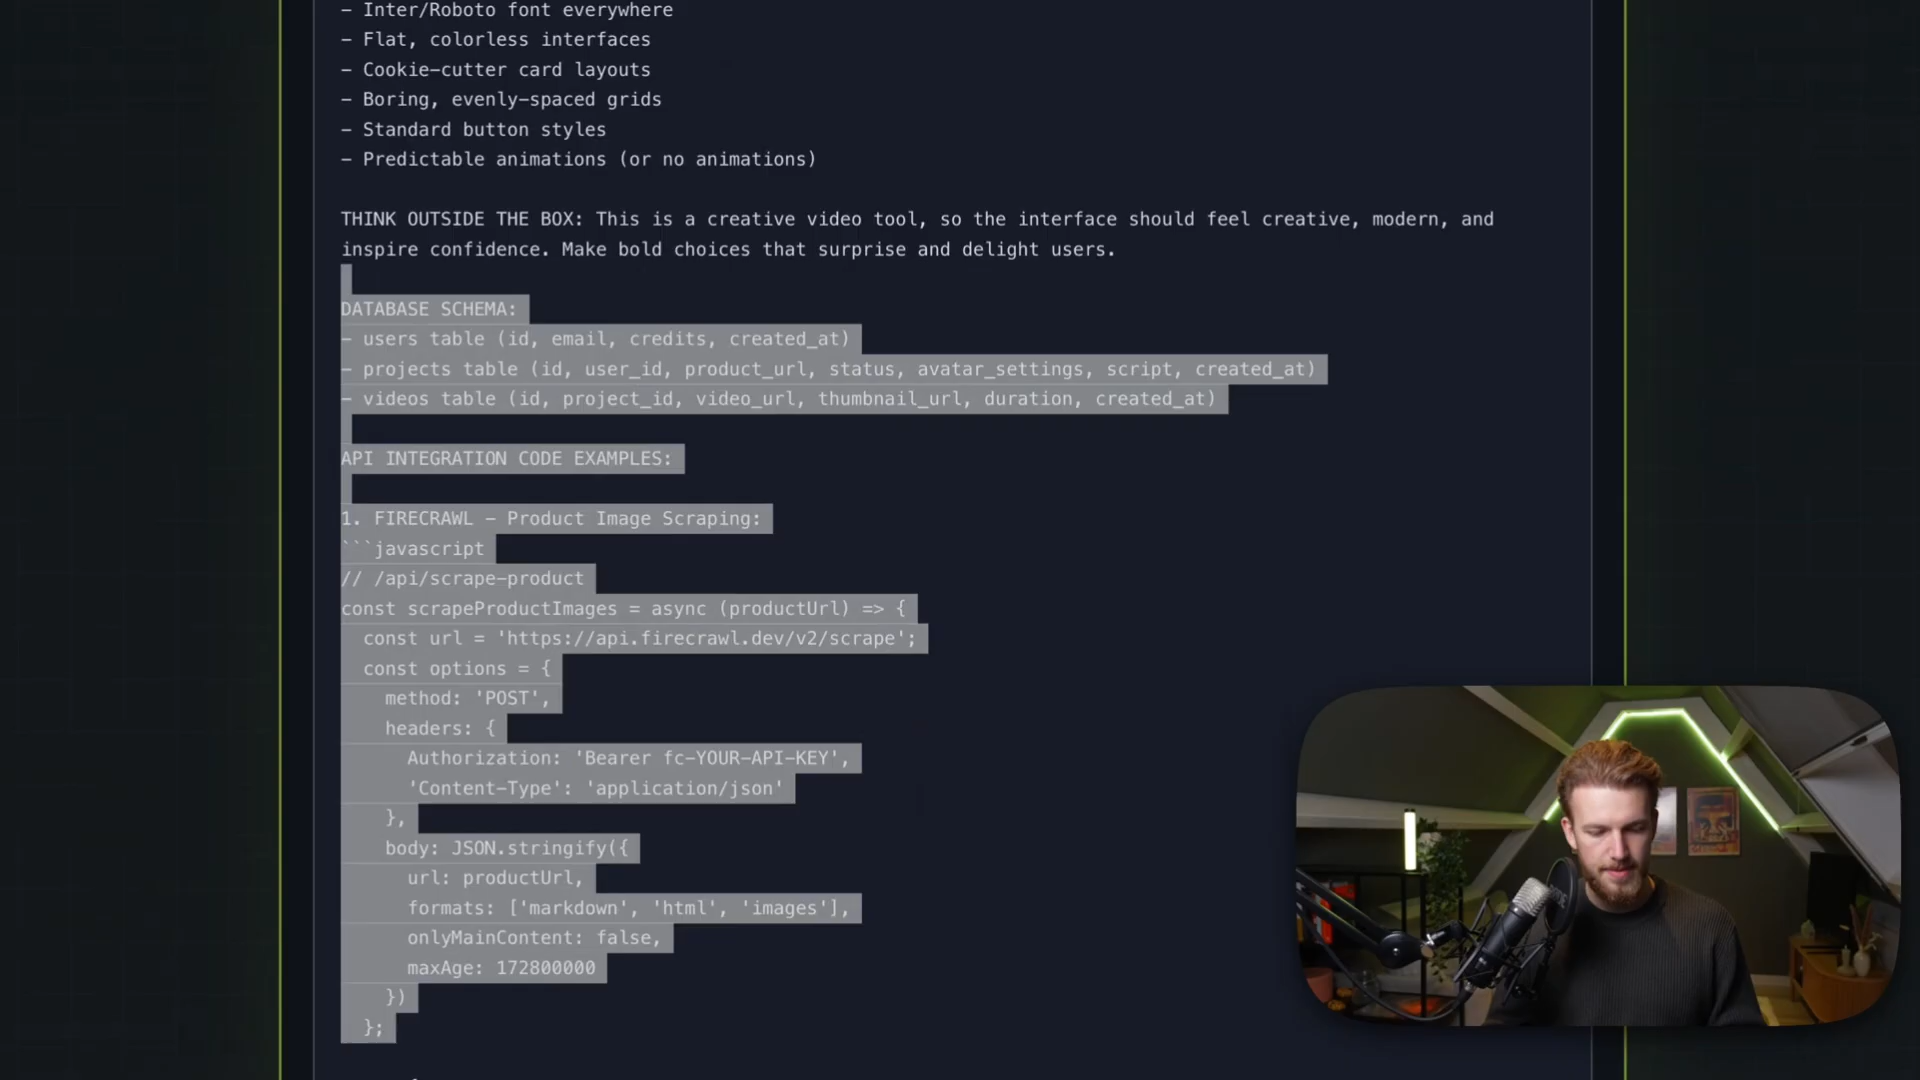 – Inter/Roboto font everywhere
– Flat, colorless interfaces
– Cookie–cutter card layouts
– Boring, evenly–spaced grids
– Standard button styles
– Predictable animations (or no animations)
THINK OUTSIDE THE BOX: This is a creative video tool, so the interface should feel creative, modern, and
inspire confidence. Make bold choices that surprise and delight users.
DATABASE SCHEMA:
– users table (id, email, credits, created_at)
– projects table (id, user_id, product_url, status, avatar_settings, script, created_at)
– videos table (id, project_id, video_url, thumbnail_url, duration, created_at)
API INTEGRATION CODE EXAMPLES:
1. FIRECRAWL – Product Image Scraping:
```javascript
// /api/scrape–product
const scrapeProductImages = async (productUrl) => {
  const url = 'https://api.firecrawl.dev/v2/scrape';
  const options = {
    method: 'POST',
    headers: {
      Authorization: 'Bearer fc–YOUR–API–KEY',
      'Content–Type': 'application/json'
    },
    body: JSON.stringify({
      url: productUrl,
      formats: ['markdown', 'html', 'images'],
      onlyMainContent: false,
      maxAge: 172800000
    })
  };